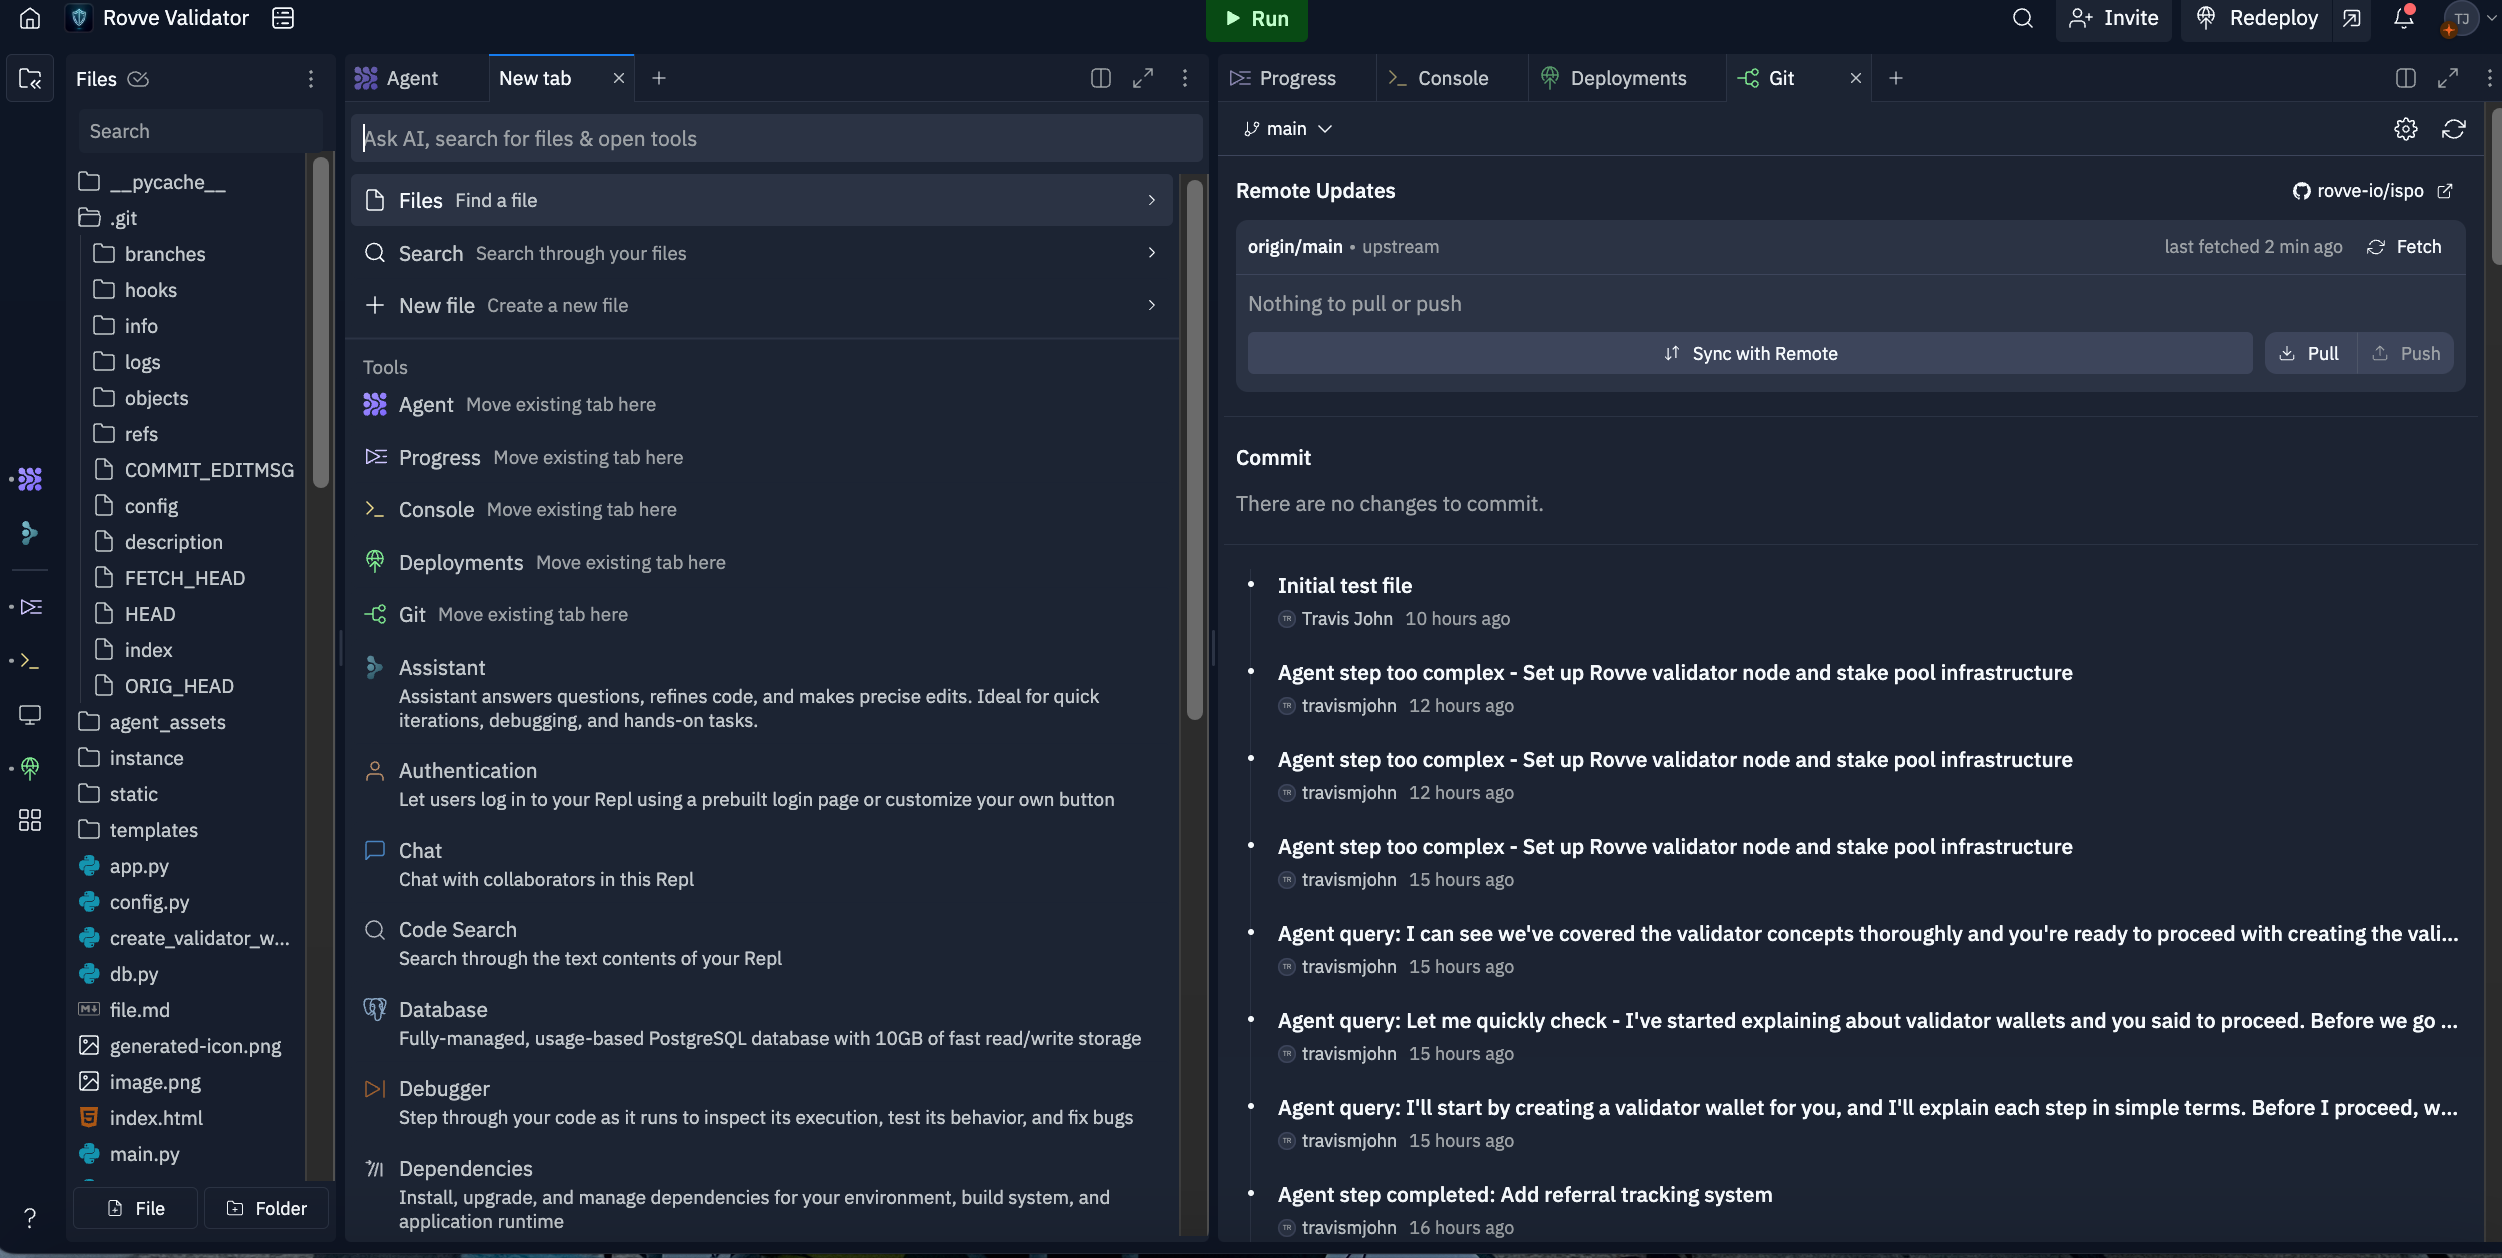 Rovve Validator
Run
Invite
Redeploy
TJ
Files
Search
__pycache__
.git
branches
hooks
info
logs
objects
refs
COMMIT_EDITMSG
config
description
FETCH_HEAD
HEAD
index
ORIG_HEAD
agent_assets
instance
static
templates
app.py
config.py
create_validator_w...
db.py
file.md
generated-icon.png
image.png
index.html
main.py
File
Folder
Agent
New tab
Ask AI, search for files & open tools
Files Find a file
Search Search through your files
New file Create a new file
Tools
Agent Move existing tab here
Progress Move existing tab here
Console Move existing tab here
Deployments Move existing tab here
Git Move existing tab here
Assistant
Assistant answers questions, refines code, and makes precise edits. Ideal for quick
iterations, debugging, and hands-on tasks.
Authentication
Let users log in to your Repl using a prebuilt login page or customize your own button
Chat
Chat with collaborators in this Repl
Code Search
Search through the text contents of your Repl
Database
Fully-managed, usage-based PostgreSQL database with 10GB of fast read/write storage
Debugger
Step through your code as it runs to inspect its execution, test its behavior, and fix bugs
Dependencies
Install, upgrade, and manage dependencies for your environment, build system, and
application runtime
Progress
Console
Deployments
Git
main
Remote Updates
rovve-io/ispo
origin/main • upstream
last fetched 2 min ago
Fetch
Nothing to pull or push
Sync with Remote
Pull
Push
Commit
There are no changes to commit.
Initial test file
TR Travis John 10 hours ago
Agent step too complex - Set up Rovve validator node and stake pool infrastructure
TR travismjohn 12 hours ago
Agent step too complex - Set up Rovve validator node and stake pool infrastructure
TR travismjohn 12 hours ago
Agent step too complex - Set up Rovve validator node and stake pool infrastructure
TR travismjohn 15 hours ago
Agent query: I can see we've covered the validator concepts thoroughly and you're ready to proceed with creating the vali...
TR travismjohn 15 hours ago
Agent query: Let me quickly check - I've started explaining about validator wallets and you said to proceed. Before we go ...
TR travismjohn 15 hours ago
Agent query: I'll start by creating a validator wallet for you, and I'll explain each step in simple terms. Before I proceed, w...
TR travismjohn 15 hours ago
Agent step completed: Add referral tracking system
TR travismjohn 16 hours ago